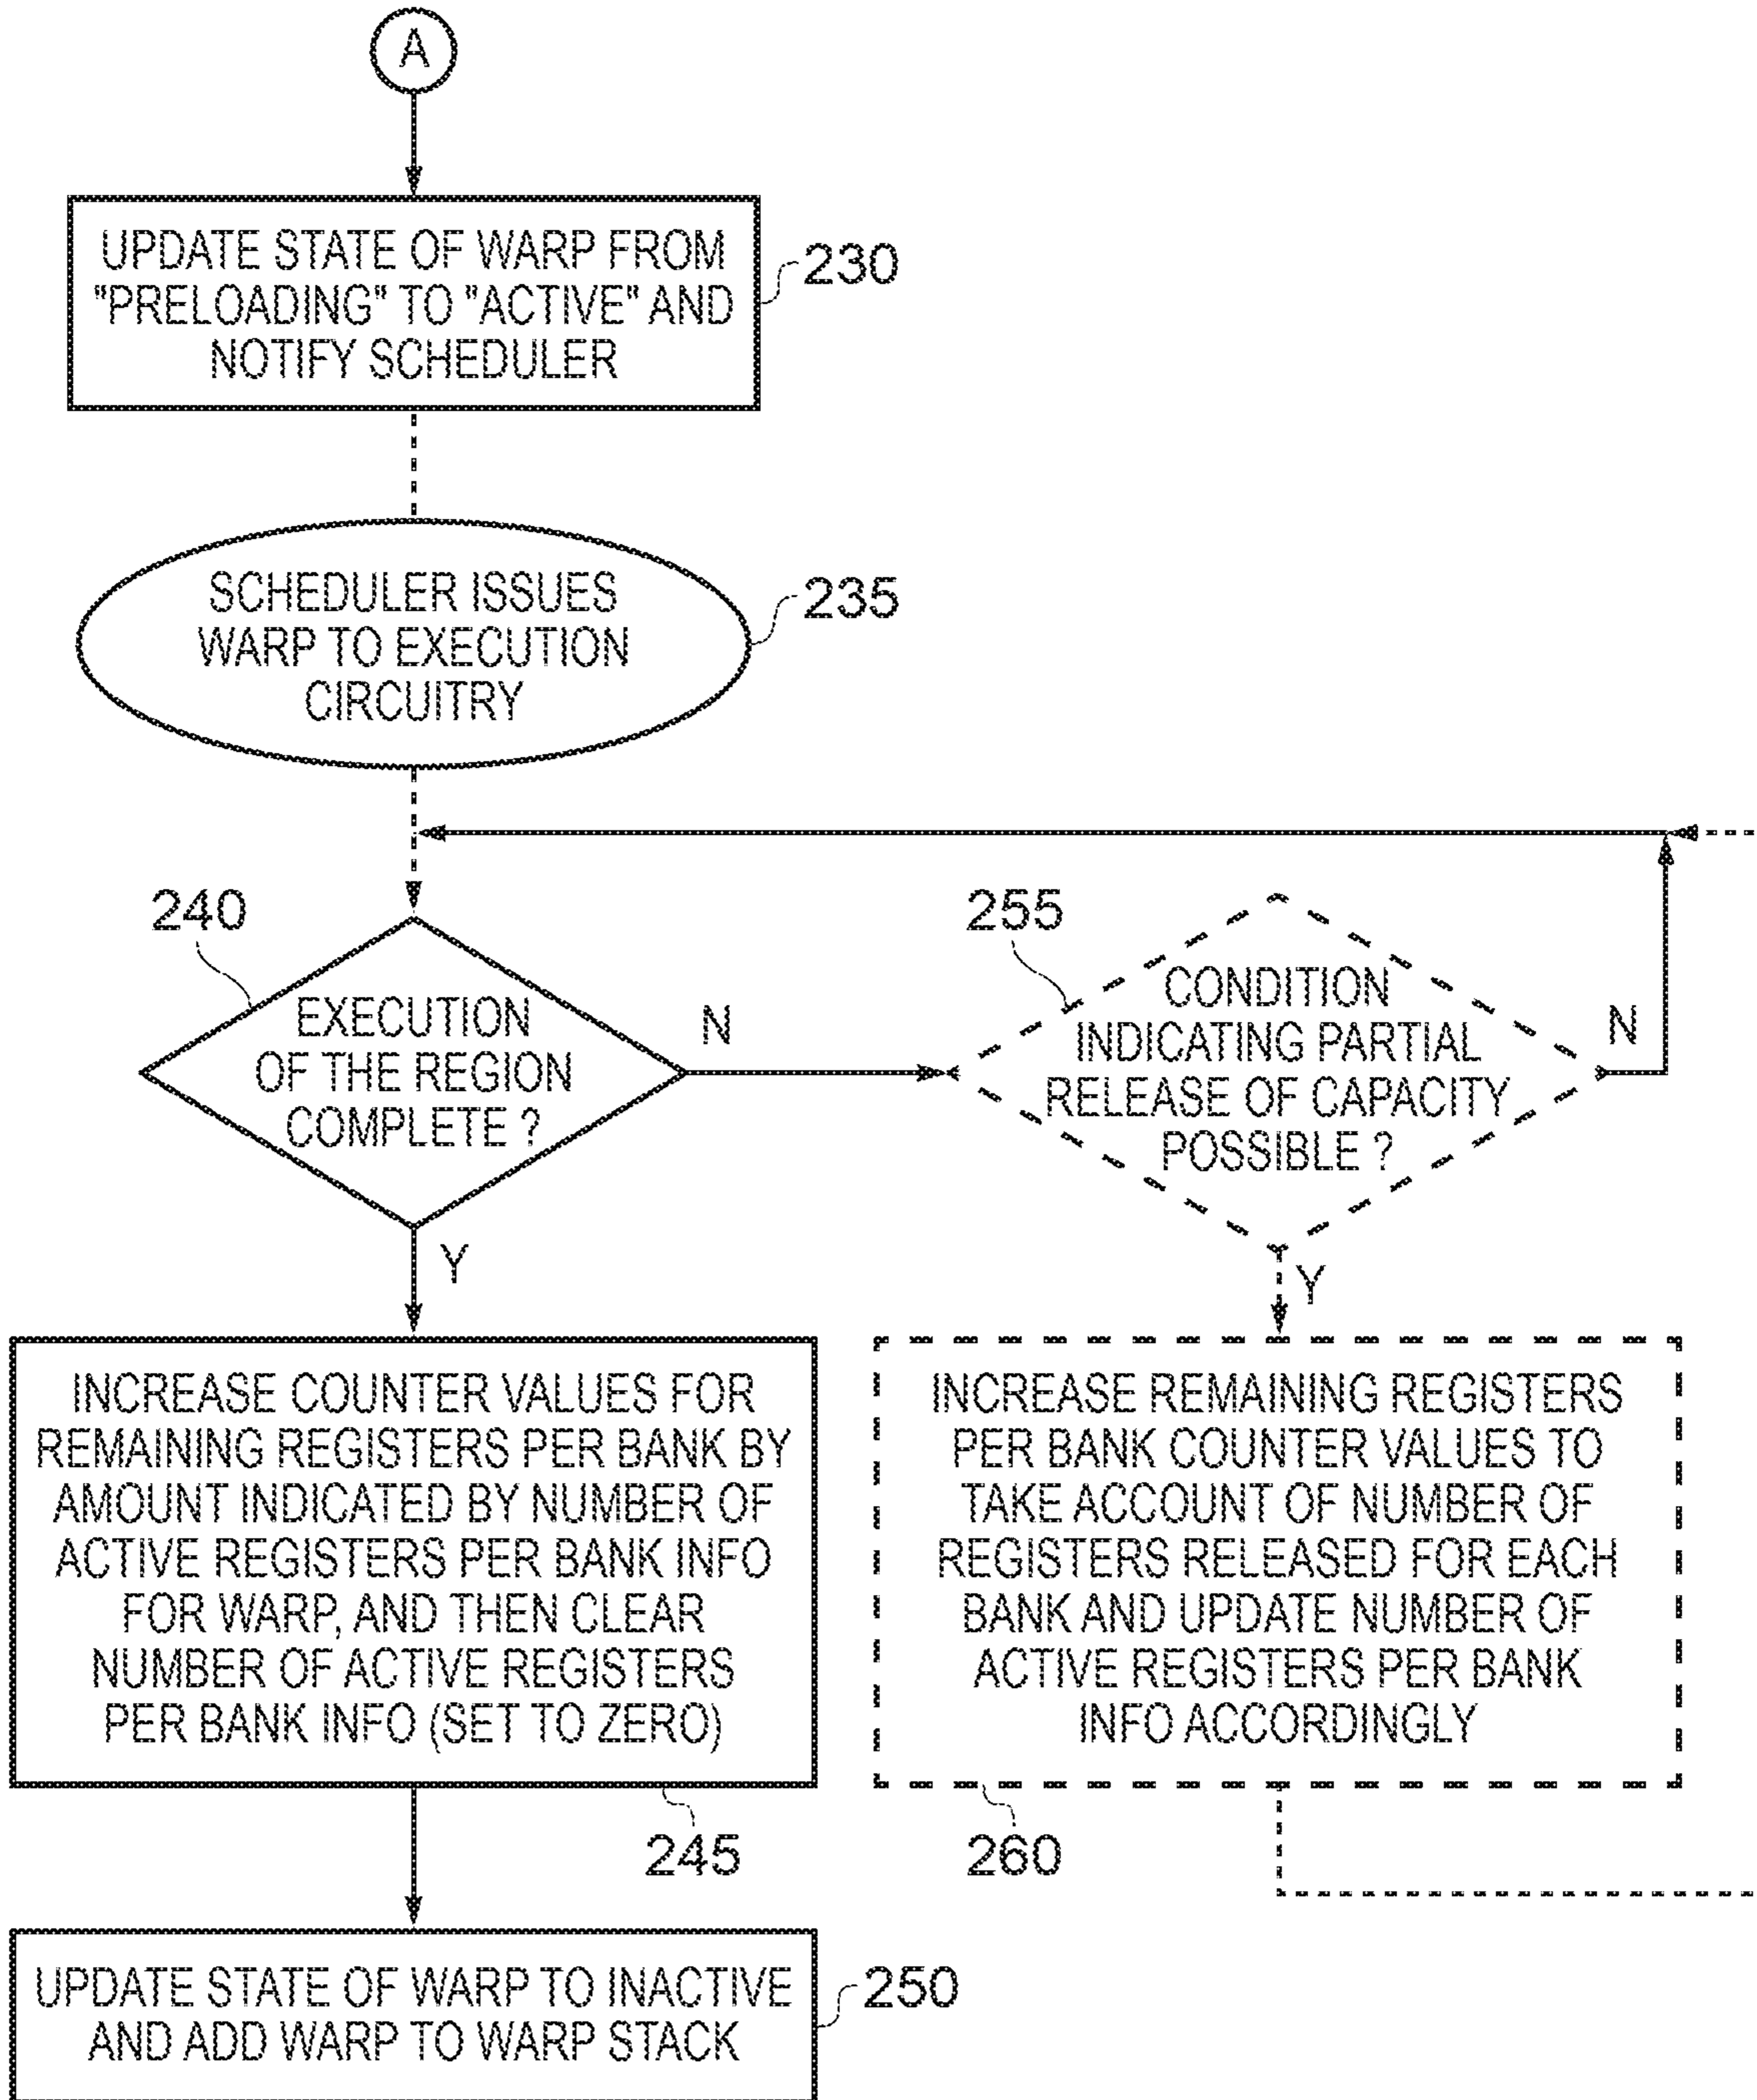 A
UPDATE STATE OF WARP FROM
"PRELOADING" TO "ACTIVE" AND
NOTIFY SCHEDULER
230
SCHEDULER ISSUES
WARP TO EXECUTION
CIRCUITRY
235
240
EXECUTION
OF THE REGION
COMPLETE ?
N
Y
255
CONDITION
INDICATING PARTIAL
RELEASE OF CAPACITY
POSSIBLE ?
N
Y
INCREASE COUNTER VALUES FOR
REMAINING REGISTERS PER BANK BY
AMOUNT INDICATED BY NUMBER OF
ACTIVE REGISTERS PER BANK INFO
FOR WARP, AND THEN CLEAR
NUMBER OF ACTIVE REGISTERS
PER BANK INFO (SET TO ZERO)
245
INCREASE REMAINING REGISTERS
PER BANK COUNTER VALUES TO
TAKE ACCOUNT OF NUMBER OF
REGISTERS RELEASED FOR EACH
BANK AND UPDATE NUMBER OF
ACTIVE REGISTERS PER BANK
INFO ACCORDINGLY
260
UPDATE STATE OF WARP TO INACTIVE
AND ADD WARP TO WARP STACK
250